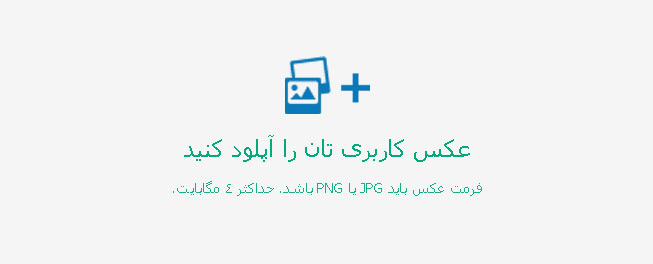 عکس کاربری تان را آپلود کنید
فرمت عکس باید JPG یا PNG باشد. حداکثر ٤ مگابایت.